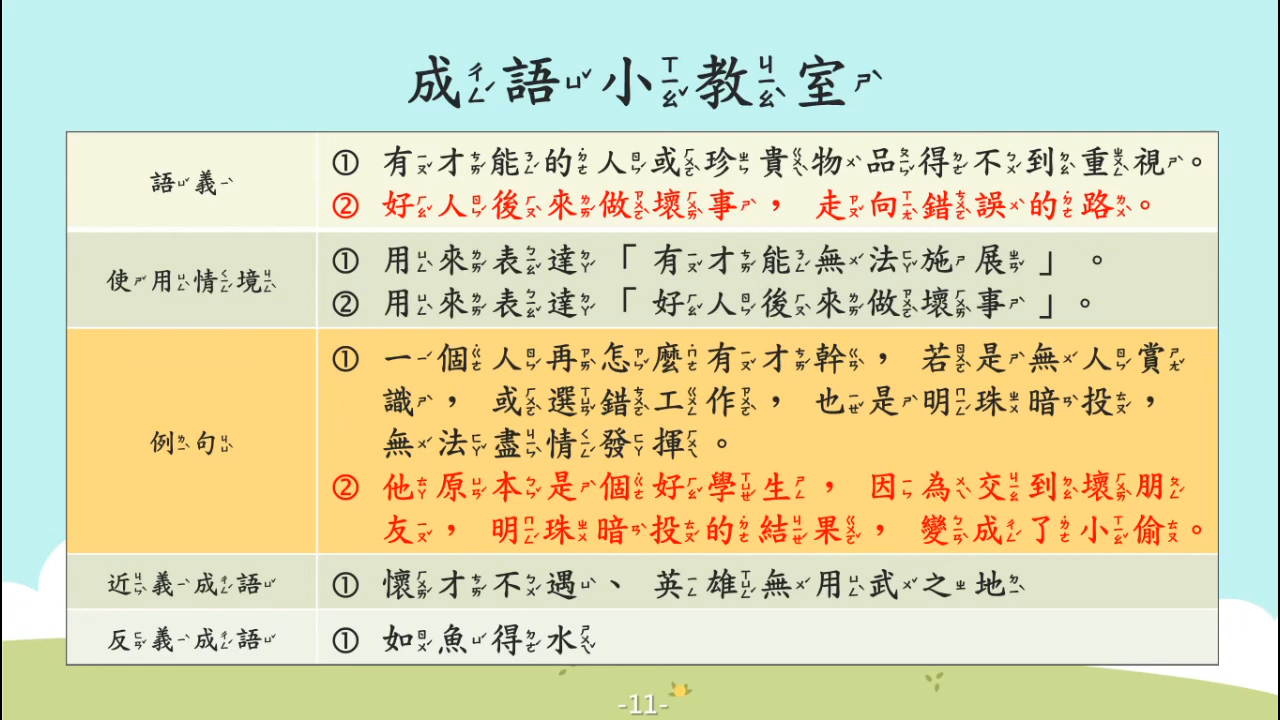 成語小教室
語義
① 有才能的人或珍貴物品得不到重視。
② 好人後來做壞事，走向錯誤的路。
使用情境
① 用來表達「有才能無法施展」。
② 用來表達「好人後來做壞事」。
例句
① 一個人再怎麼有才幹，若是無人賞
識，或選錯工作，也是明珠暗投，
無法盡情發揮。
② 他原本是個好學生，因為交到壞朋
友，明珠暗投的結果，變成了小偷。
近義成語
① 懷才不遇、英雄無用武之地
反義成語
① 如魚得水
-11-